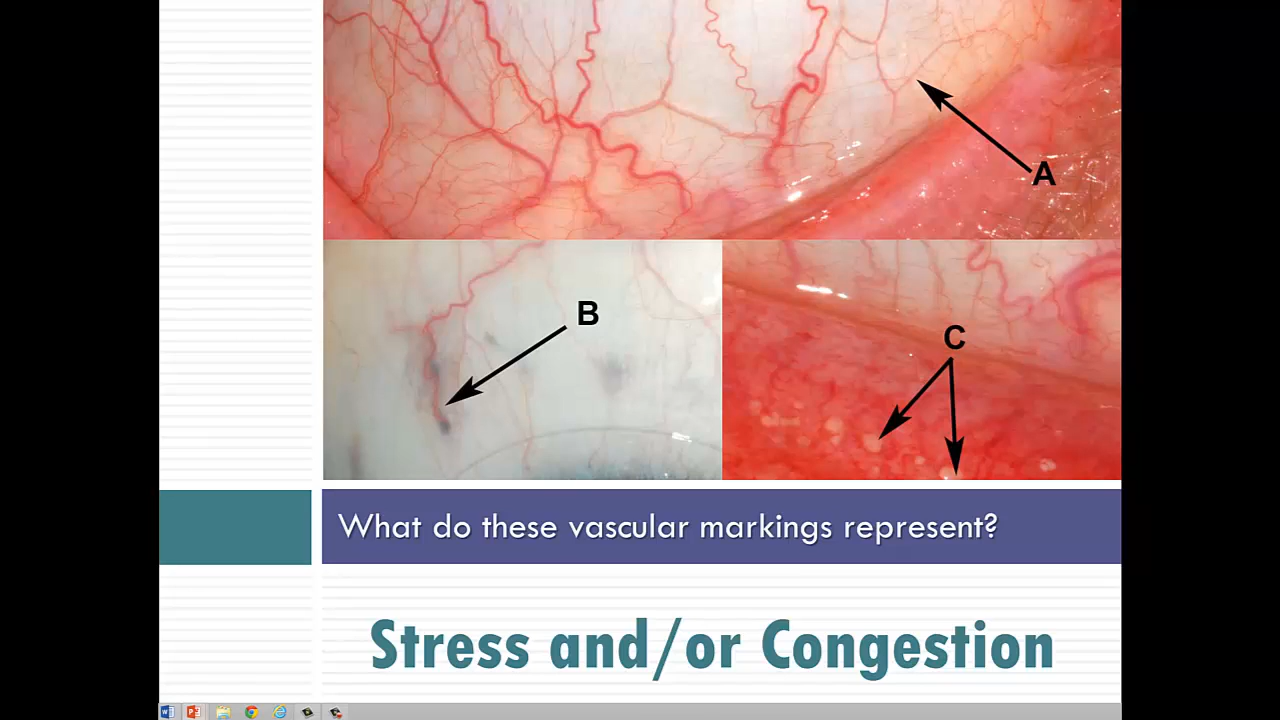 A
B
C
What do these vascular markings represent?
Stress and/or Congestion